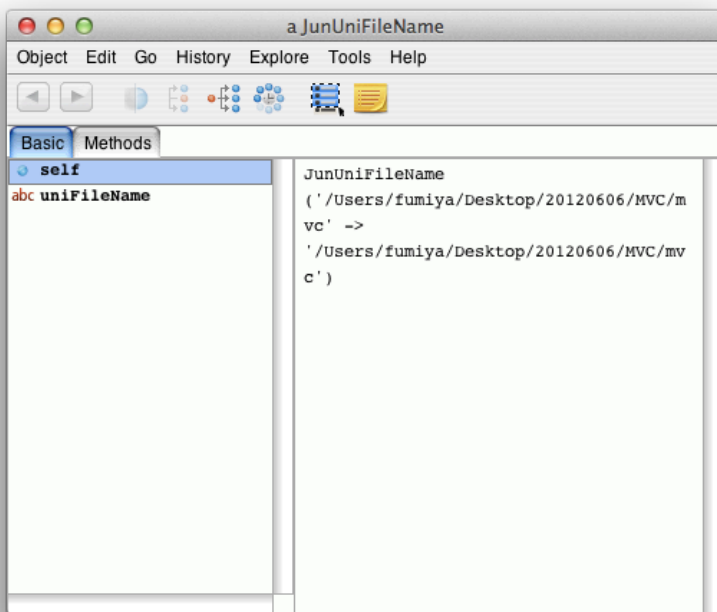 a JunUniFileName
Object Edit Go History Explore Tools Help
Basic Methods
self
abc uniFileName
JunUniFileName
('/Users/fumiya/Desktop/20120606/MVC/m
vc' ->
'/Users/fumiya/Desktop/20120606/MVC/mv
c')